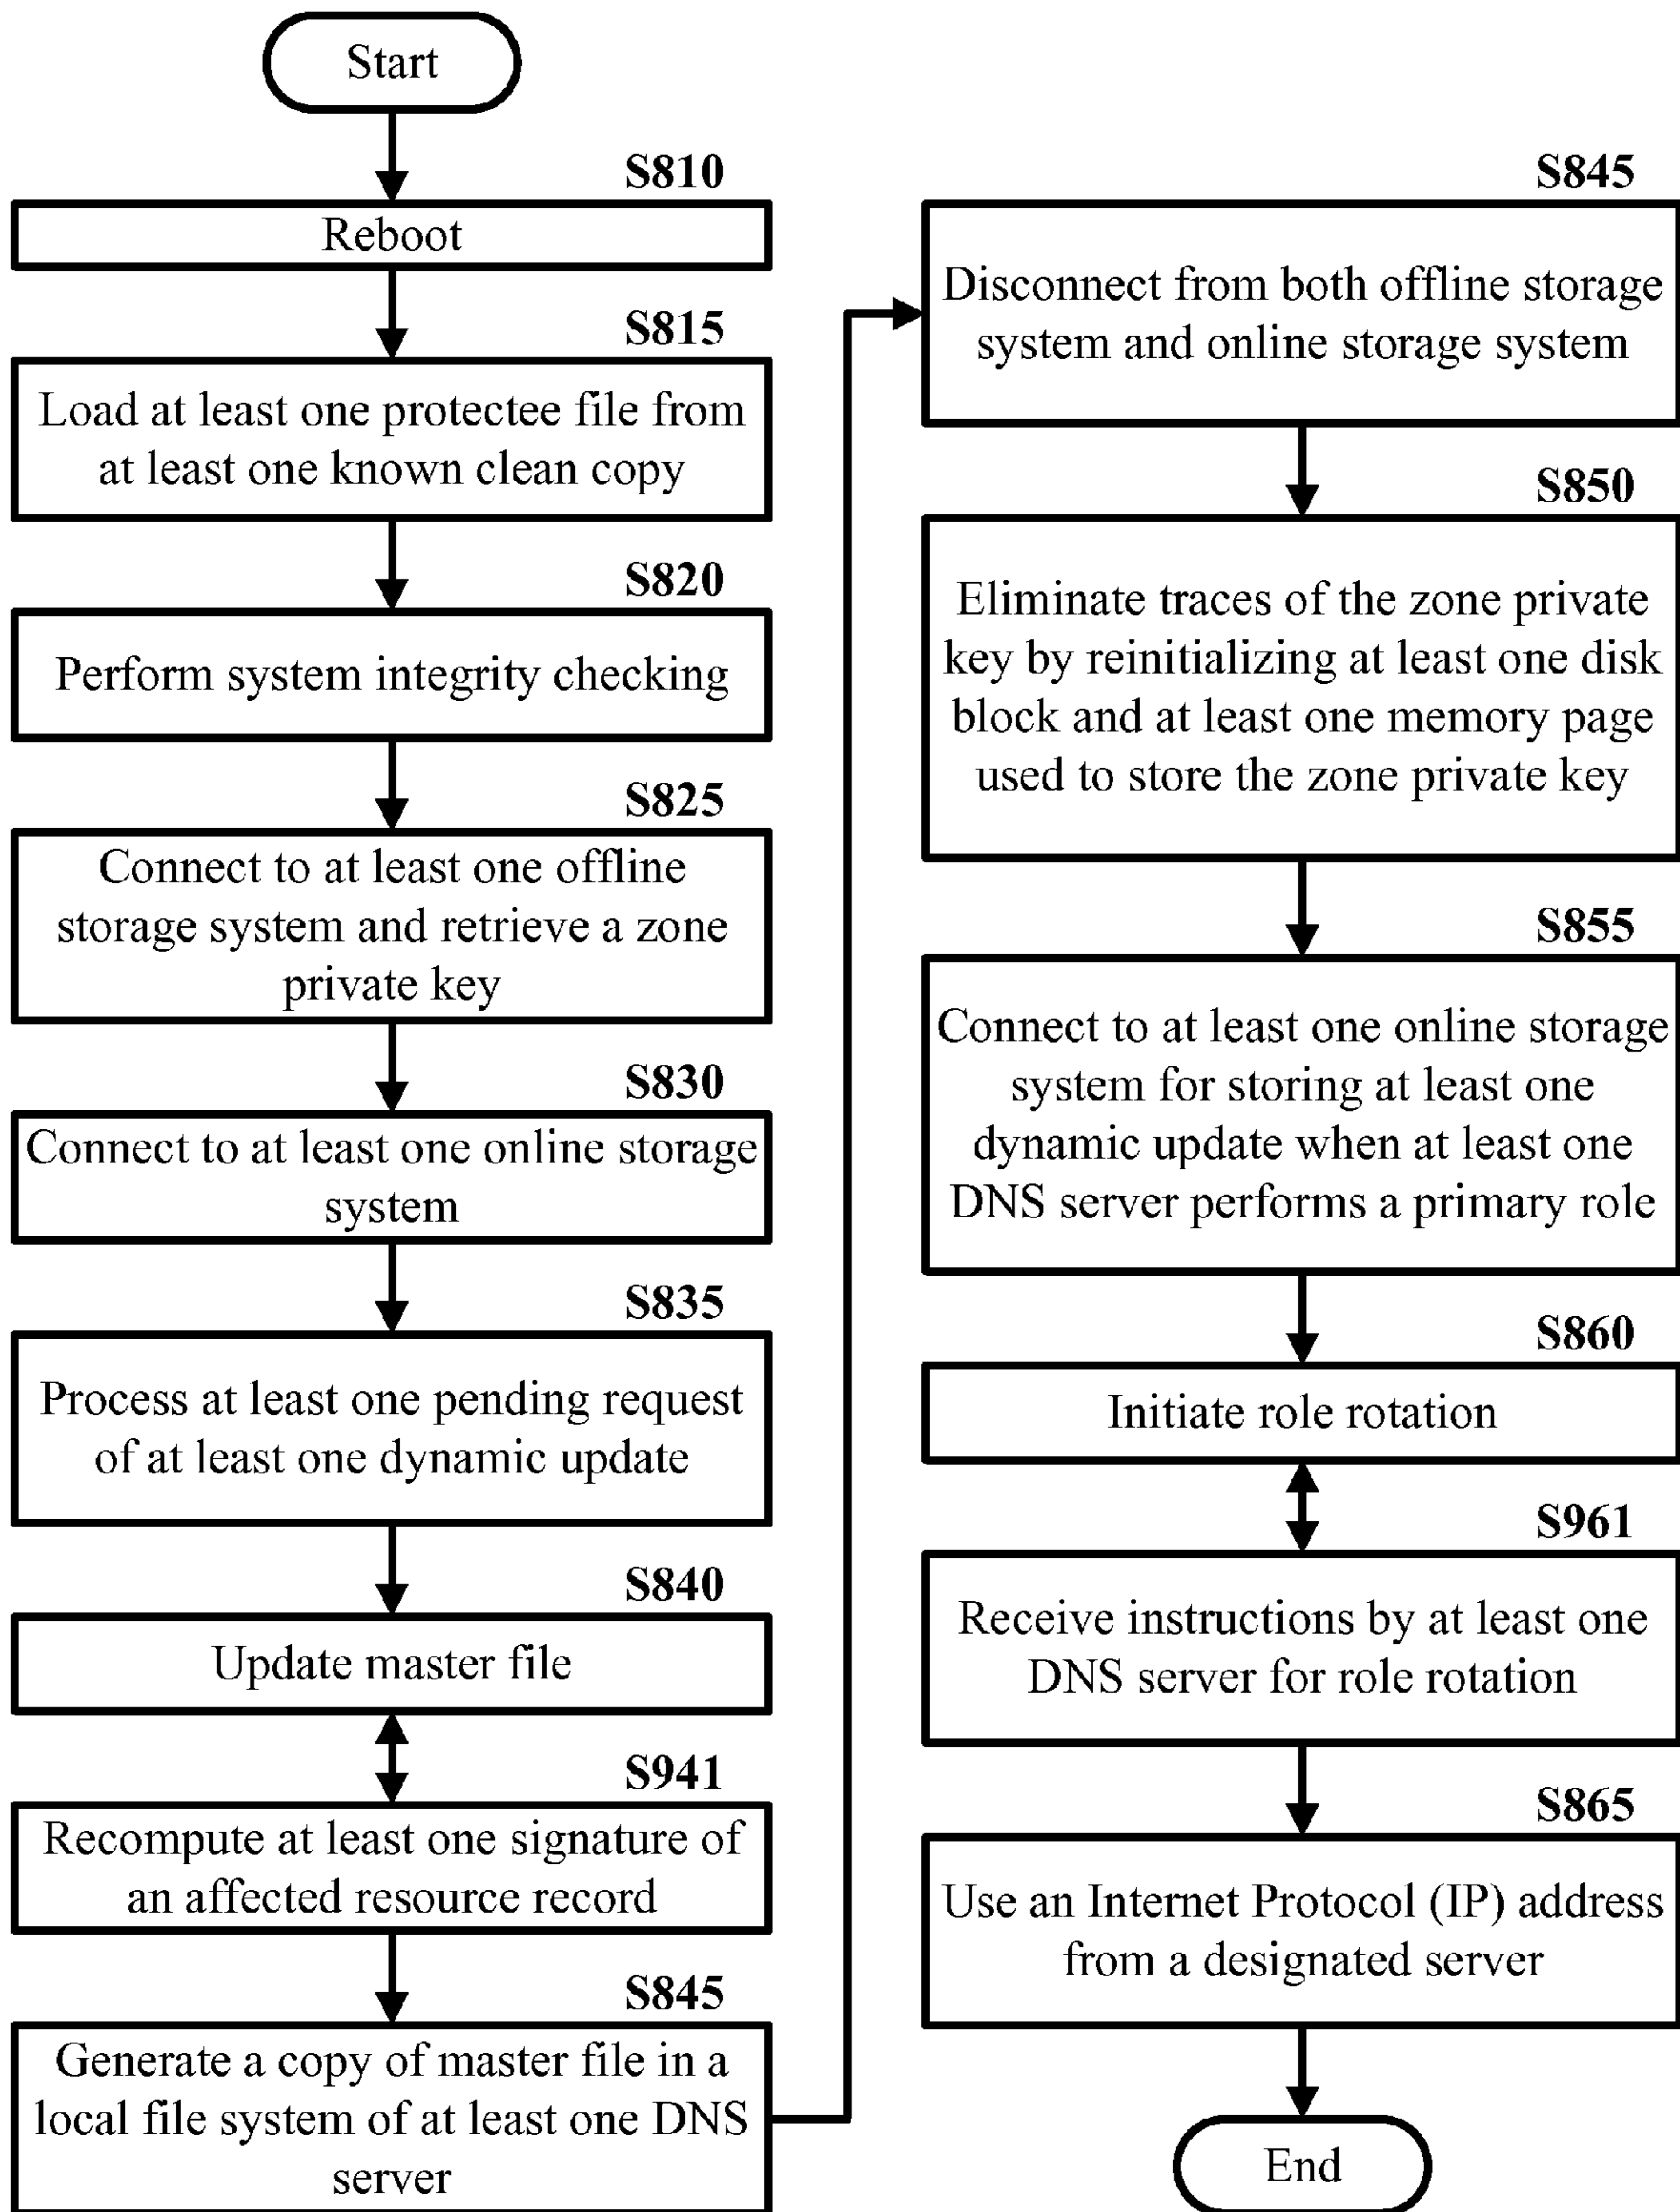 Start
S810
Reboot
S815
Load at least one protectee file from
at least one known clean copy
S820
Perform system integrity checking
S825
Connect to at least one offline
storage system and retrieve a zone
private key
S830
Connect to at least one online storage
system
S835
Process at least one pending request
of at least one dynamic update
S840
Update master file
S941
Recompute at least one signature of
an affected resource record
S845
Generate a copy of master file in a
local file system of at least one DNS
server
S845
Disconnect from both offline storage
system and online storage system
S850
Eliminate traces of the zone private
key by reinitializing at least one disk
block and at least one memory page
used to store the zone private key
S855
Connect to at least one online storage
system for storing at least one
dynamic update when at least one
DNS server performs a primary role
S860
Initiate role rotation
S961
Receive instructions by at least one
DNS server for role rotation
S865
Use an Internet Protocol (IP) address
from a designated server
End